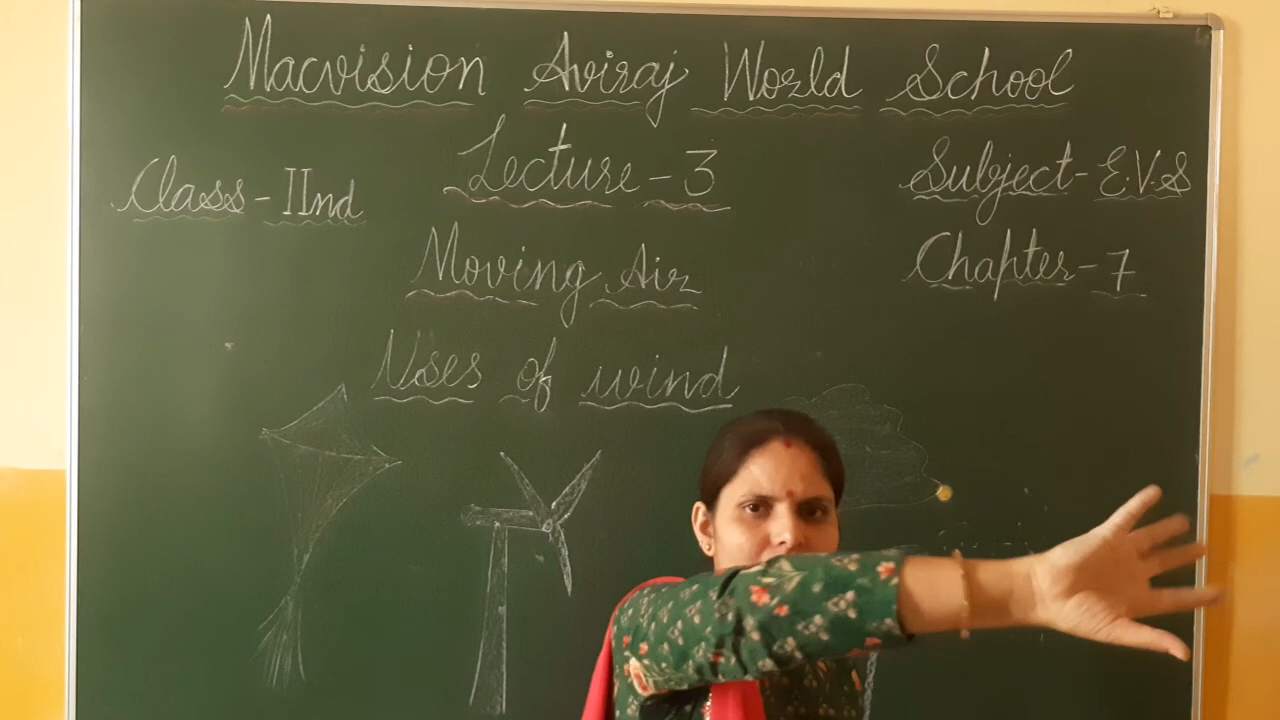 Macvision Aviraj World School
Lecture - 3
Class - IInd
Subject - E.V.S
Moving Air
Chapter - 7
Uses of wind